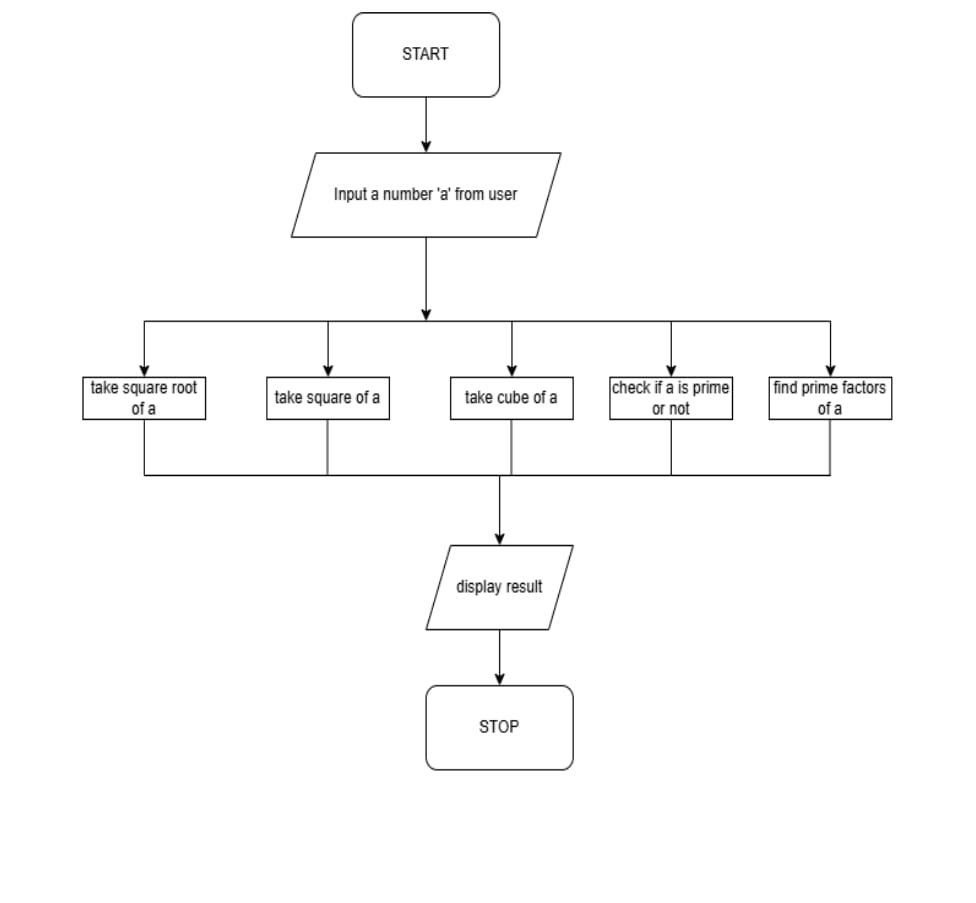 START
Input a number 'a' from user
take square root
of a
take square of a
take cube of a
check if a is prime
or not
find prime factors
of a
display result
STOP